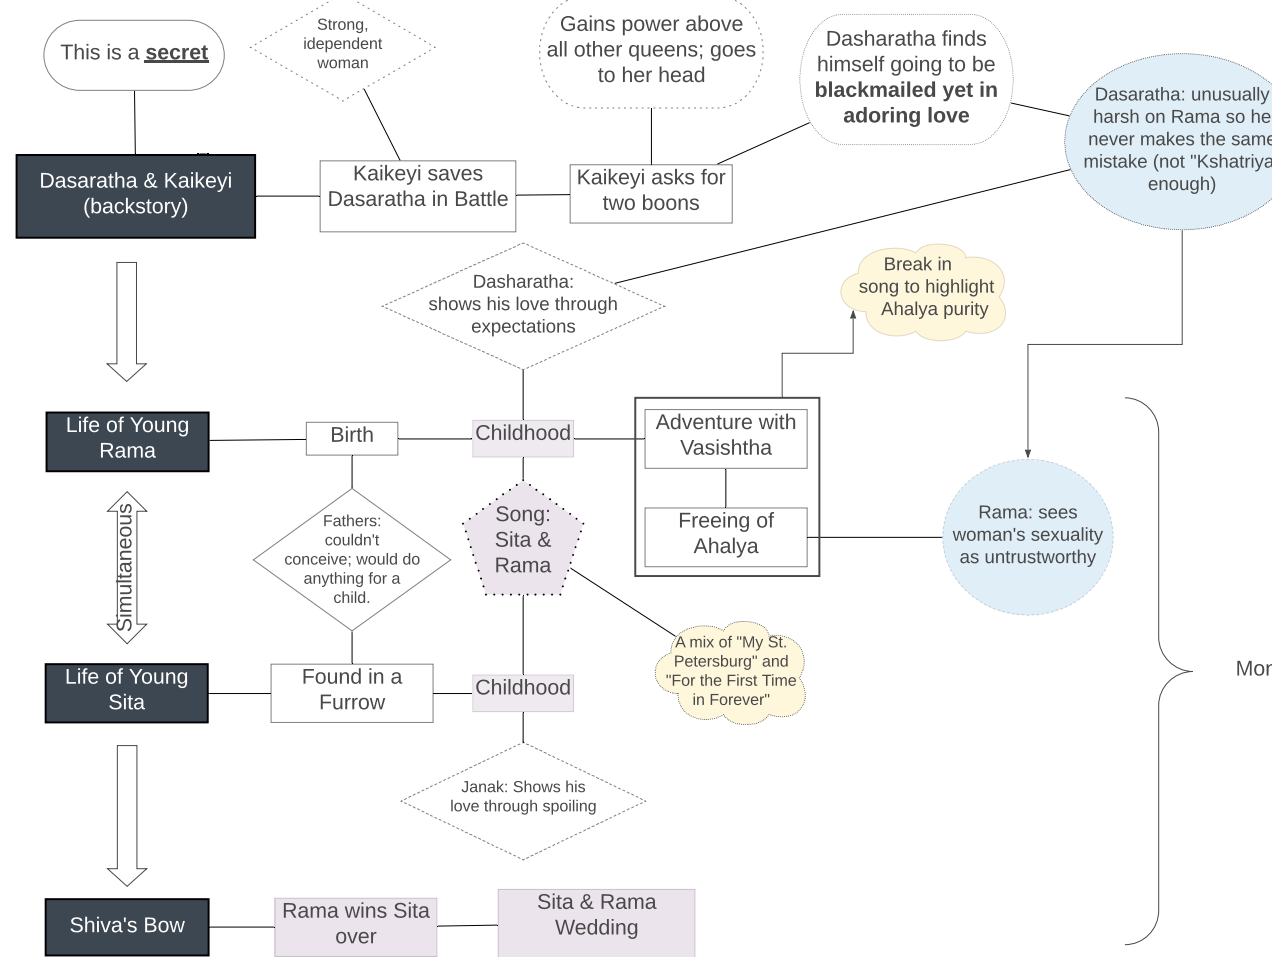 This is a secret
Strong,
idependent
woman
Gains power above
all other queens; goes
to her head
Dasharatha finds
himself going to be
blackmailed yet in
adoring love
Dasaratha: unusually
harsh on Rama so he
never makes the same
mistake (not "Kshatriya"
enough)
Dasaratha & Kaikeyi
(backstory)
Kaikeyi saves
Dasaratha in Battle
Kaikeyi asks for
two boons
Dasharatha:
shows his love through
expectations
Break in
song to highlight
Ahalya purity
Life of Young
Rama
Birth
Childhood
Adventure with
Vasishtha
Freeing of
Ahalya
Rama: sees
woman's sexuality
as untrustworthy
Simultaneous
Fathers:
couldn't
conceive; would do
anything for a
child.
Song:
Sita &
Rama
A mix of "My St.
Petersburg" and
"For the First Time
in Forever"
Life of Young
Sita
Found in a
Furrow
Childhood
Mor
Janak: Shows his
love through spoiling
Shiva's Bow
Rama wins Sita
over
Sita & Rama
Wedding